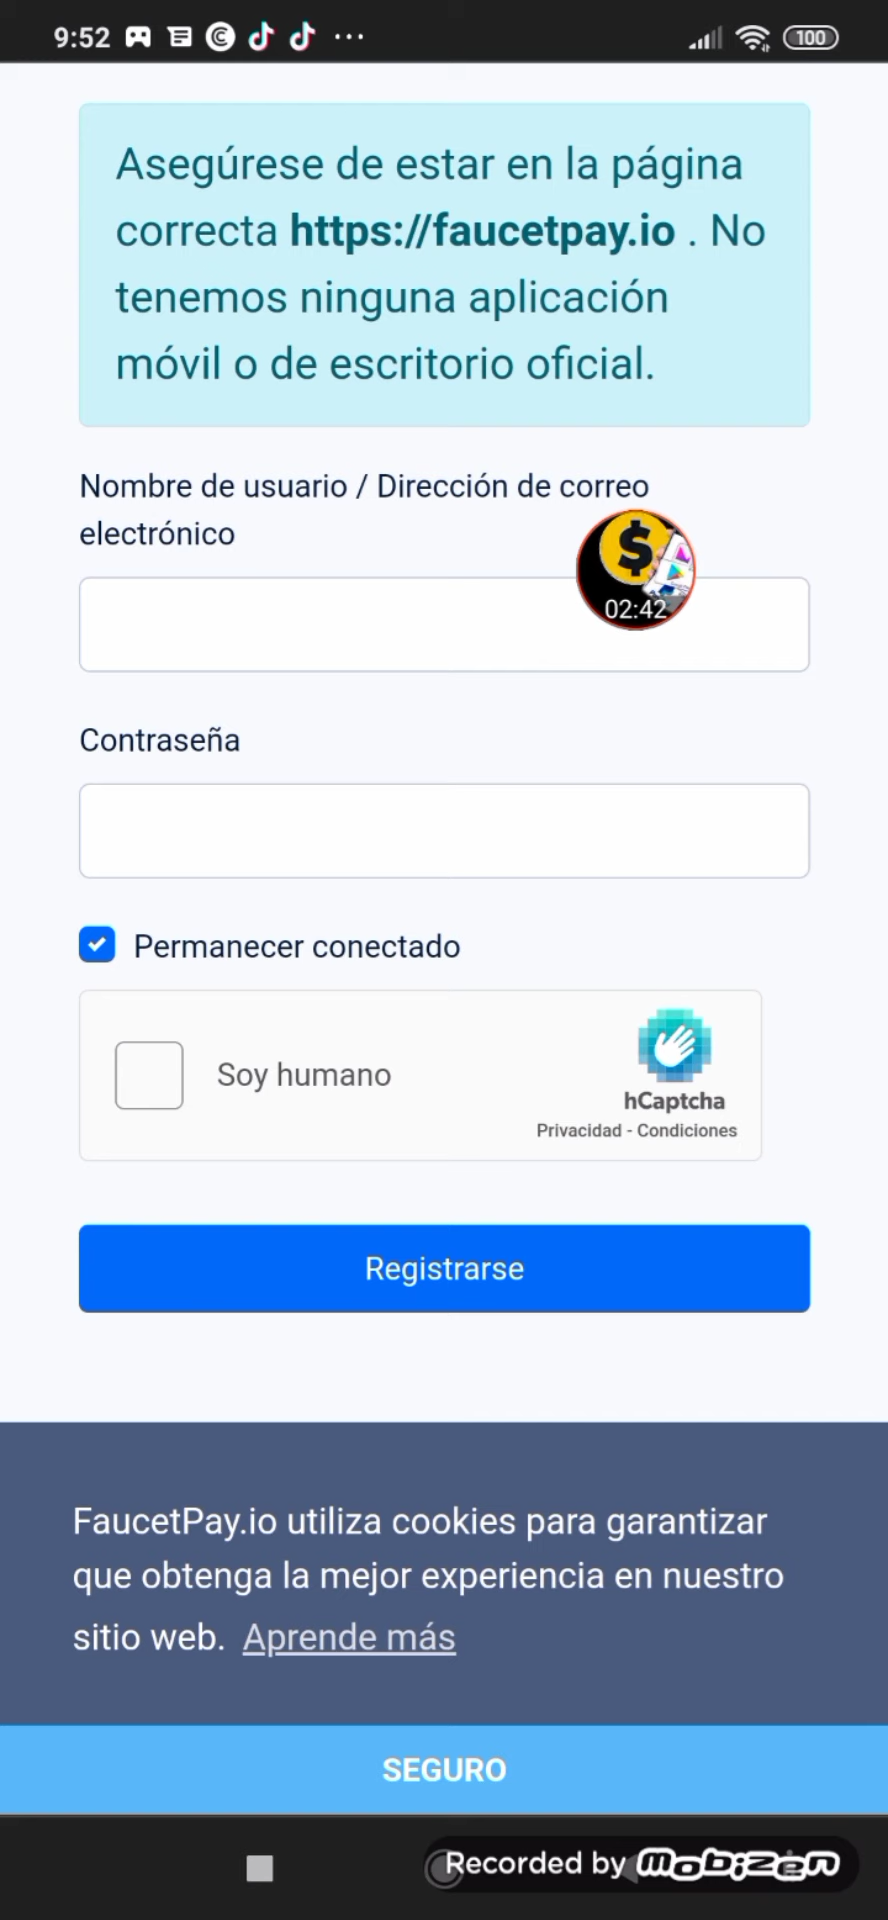 9:52
100
Asegúrese de estar en la página
correcta https://faucetpay.io . No
tenemos ninguna aplicación
móvil o de escritorio oficial.
Nombre de usuario / Dirección de correo
electrónico
$
02:42
Contraseña
Permanecer conectado
Soy humano
hCaptcha
Privacidad - Condiciones
Registrarse
FaucetPay.io utiliza cookies para garantizar
que obtenga la mejor experiencia en nuestro
sitio web. Aprende más
SEGURO
Recorded by mobizen